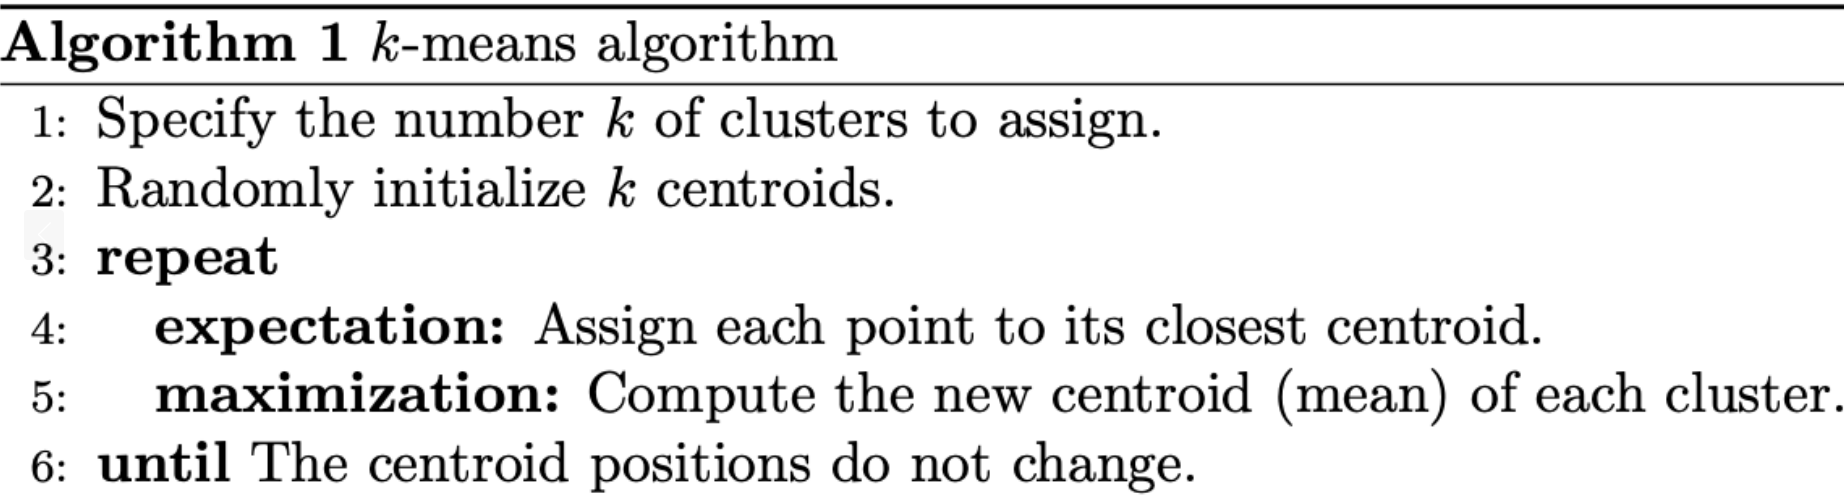 Algorithm 1 k-means algorithm
1: Specify the number k of clusters to assign.
2: Randomly initialize k centroids.
3: repeat
4: expectation: Assign each point to its closest centroid.
5: maximization: Compute the new centroid (mean) of each cluster.
6: until The centroid positions do not change.